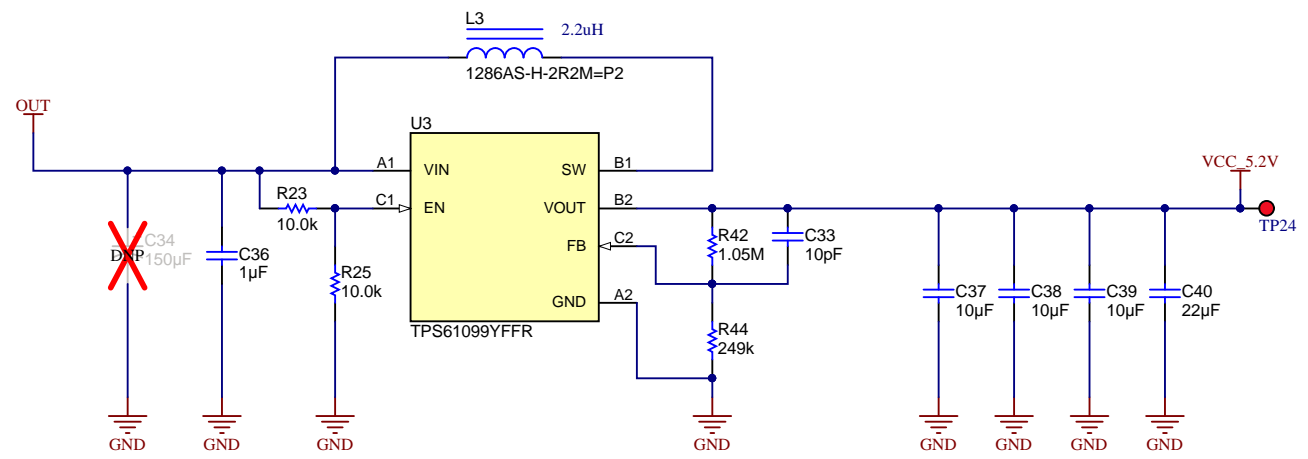 L3
2.2uH
1286AS-H-2R2M=P2
OUT
U3
A1
VIN
SW
B1
VCC_5.2V
R23
10.0k
C1
EN
VOUT
B2
TP24
C34
150µF
DNP
C36
1µF
R25
10.0k
FB
C2
R42
1.05M
C33
10pF
GND
A2
TPS61099YFFR
R44
249k
C37
10µF
C38
10µF
C39
10µF
C40
22µF
GND
GND
GND
GND
GND
GND
GND
GND